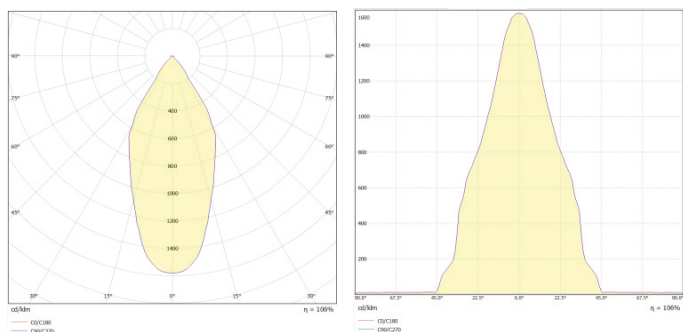 90° 90°
75° 75°
400
60° 600 60°
800
45° 1000 45°
1200
1400
30° 15° 0° 15° 30°
cd/klm η = 106%
C0/C180
C90/C270
1600
1400
1200
1000
800
600
400
200
90.0° 67.5° 45.0° 22.5° 0.0° 22.5° 45.0° 67.5° 90.0°
cd/klm η = 106%
C0/C180
C90/C270